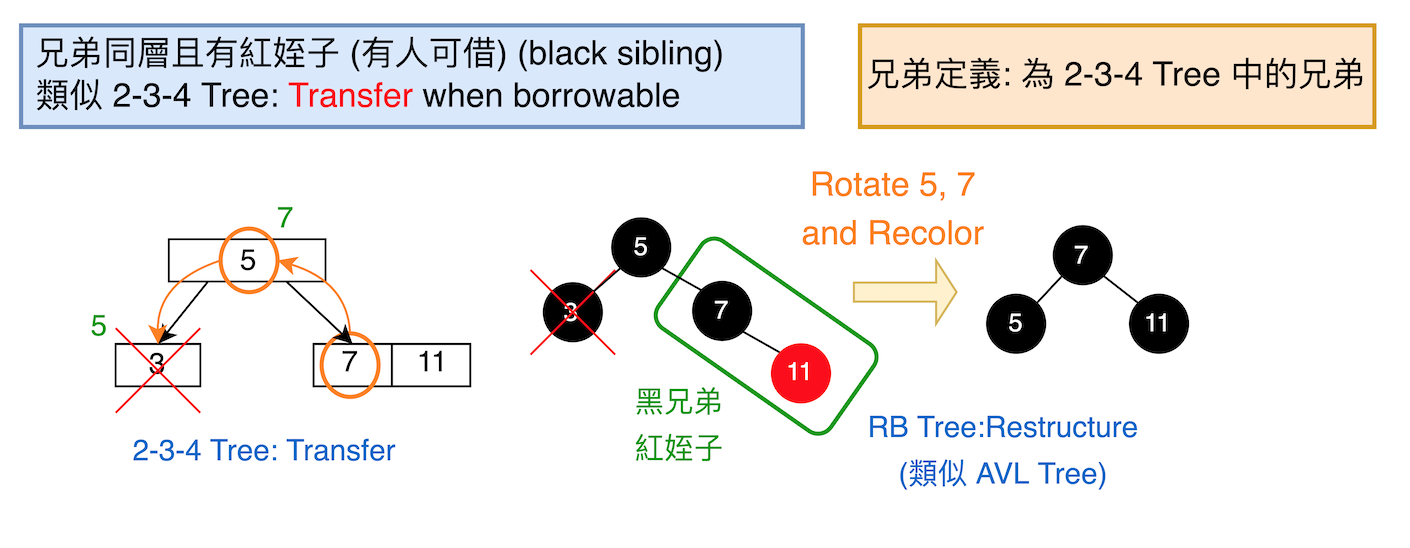 兄弟同層且有紅姪子 (有人可借) (black sibling)
類似 2-3-4 Tree: Transfer when borrowable
兄弟定義: 為 2-3-4 Tree 中的兄弟
7
5
5
3
7
11
2-3-4 Tree: Transfer
5
3
7
11
黑兄弟
紅姪子
Rotate 5, 7
and Recolor
7
5
11
RB Tree:Restructure
(類似 AVL Tree)